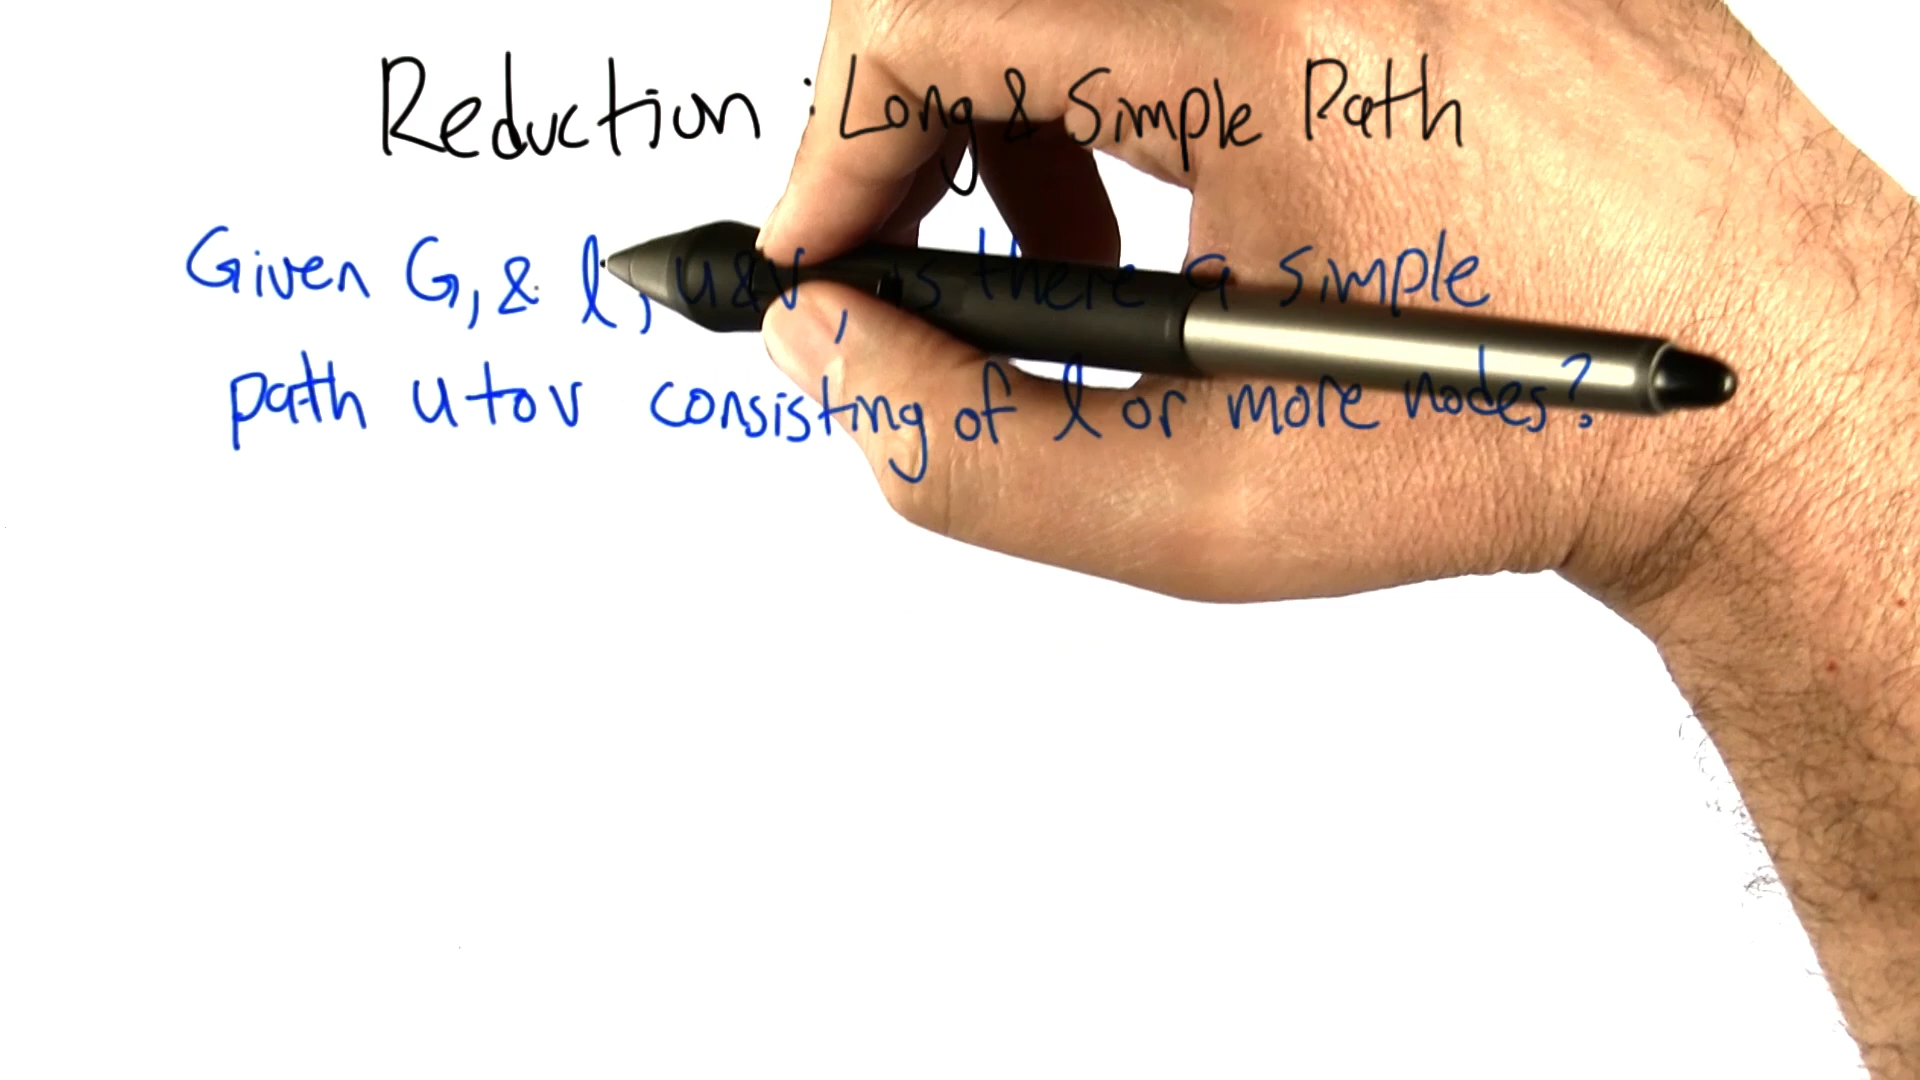 Reduction: Long & Simple Path
Given G, & l, u&v, is there a simple
path u to v consisting of l or more nodes?